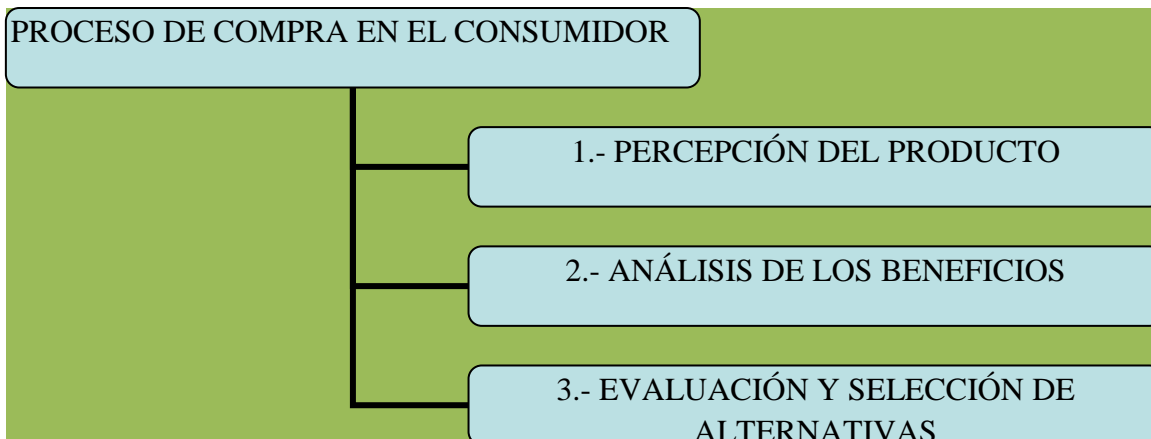 PROCESO DE COMPRA EN EL CONSUMIDOR
1.- PERCEPCIÓN DEL PRODUCTO
2.- ANÁLISIS DE LOS BENEFICIOS
3.- EVALUACIÓN Y SELECCIÓN DE
ALTERNATIVAS